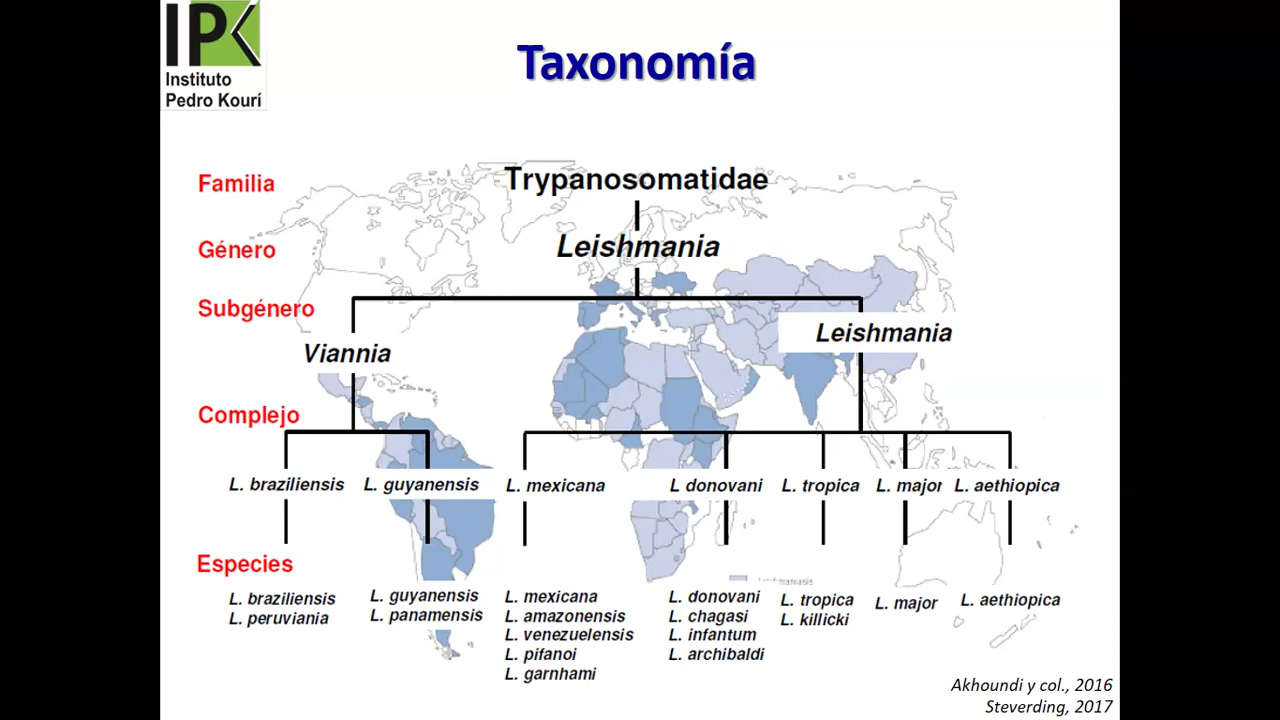 IPK
Instituto
Pedro Kourí
Taxonomía
Familia
Trypanosomatidae
Género
Leishmania
Subgénero
Viannia
Leishmania
Complejo
L. braziliensis
L. guyanensis
L. mexicana
L donovani
L. tropica
L. major
L. aethiopica
Especies
L. braziliensis
L. peruviania
L. guyanensis
L. panamensis
L. mexicana
L. amazonensis
L. venezuelensis
L. pifanoi
L. garnhami
L. donovani
L. chagasi
L. infantum
L. archibaldi
L. tropica
L. killicki
L. major
L. aethiopica
Akhoundi y col., 2016
Steverding, 2017